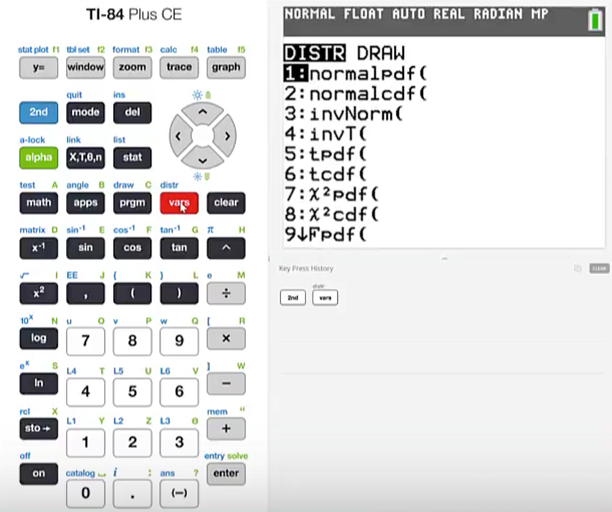 TI-84 Plus CE
stat plot f1 tbl set f2 format f3 calc f4 table f5
y= window zoom trace graph
quit ins
2nd mode del
a-lock link list
alpha X,T,θ,n stat
test A angle B draw C distr
math apps prgm vars clear
matrix D sin⁻¹ E cos⁻¹ F tan⁻¹ G π H
x⁻¹ sin cos tan ^
√ I EE J { K } L e M
x² , ( ) ÷
10ˣ N u O v P w Q [ R
log 7 8 9 ×
eˣ S L4 T L5 U L6 V ] W
ln 4 5 6 −
rcl X L1 Y L2 Z L3 θ mem "
sto→ 1 2 3 +
off catalog i : ans ? entry solve
on 0 . (−) enter
NORMAL FLOAT AUTO REAL RADIAN MP
DISTR DRAW
1:normalpdf(
2:normalcdf(
3:invNorm(
4:invT(
5:tpdf(
6:tcdf(
7:χ²pdf(
8:χ²cdf(
9↓Fpdf(
Key Press History
CLEAR
distr
2nd vars